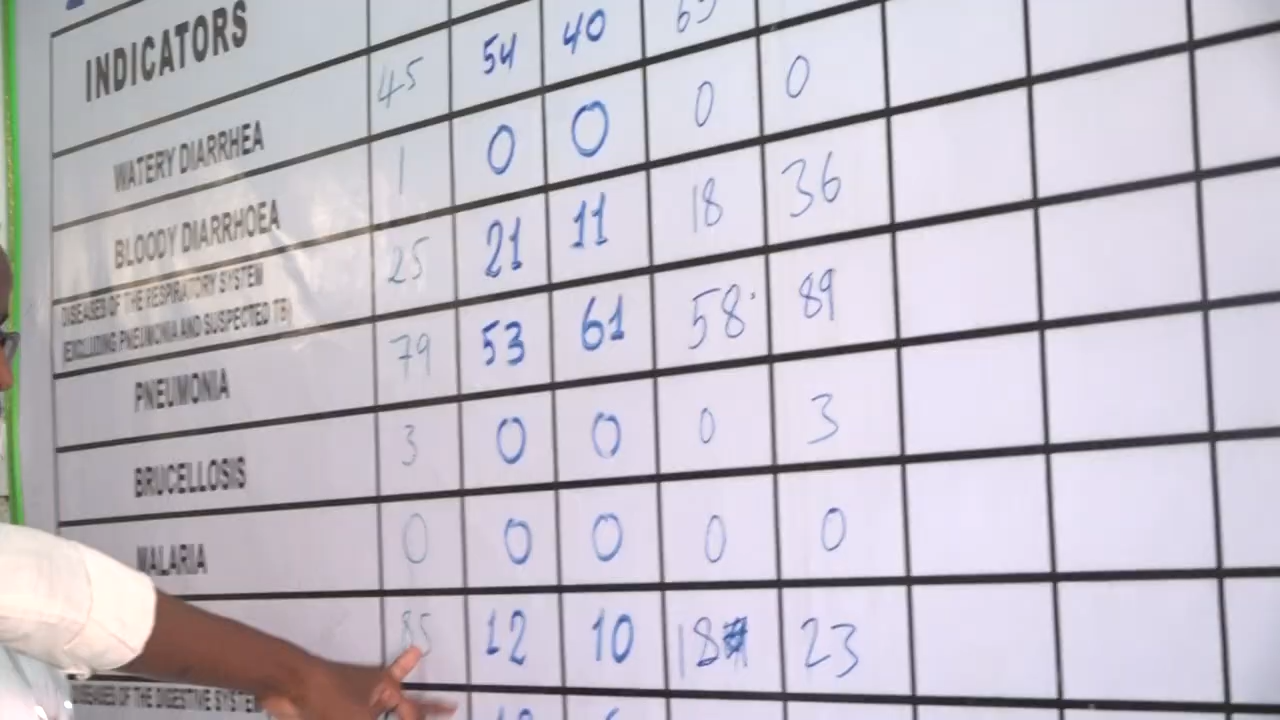 INDICATORS
WATERY DIARRHEA 45 54 40
BLOODY DIARRHOEA 1 0 0 0 0
DISEASES OF THE RESPIRATORY SYSTEM
(EXCLUDING PNEUMONIA AND SUSPECTED TB) 25 21 11 18 36
PNEUMONIA 79 53 61 58 89
BRUCELLOSIS 3 0 0 0 3
MALARIA 0 0 0 0 0
85 12 10 18 23
DISEASES OF THE DIGESTIVE SYSTEM